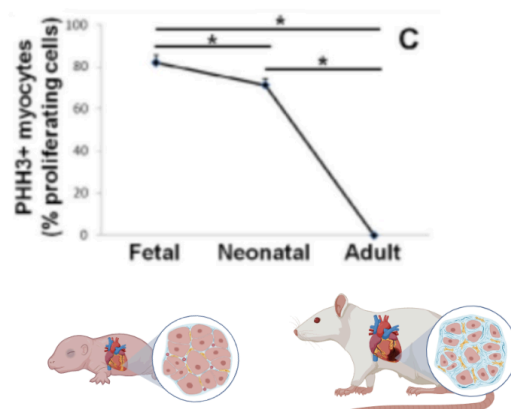 100
*
C
*
80
*
60
40
20
0
PHH3+ myocytes
(% proliferating cells)
Fetal Neonatal Adult